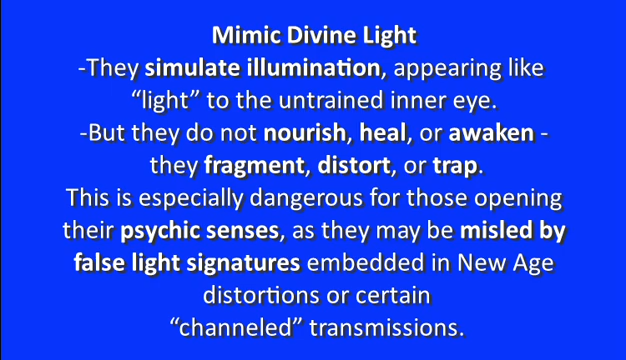 Mimic Divine Light
-They simulate illumination, appearing like
“light” to the untrained inner eye.
-But they do not nourish, heal, or awaken -
they fragment, distort, or trap.
This is especially dangerous for those opening
their psychic senses, as they may be misled by
false light signatures embedded in New Age
distortions or certain
“channeled” transmissions.